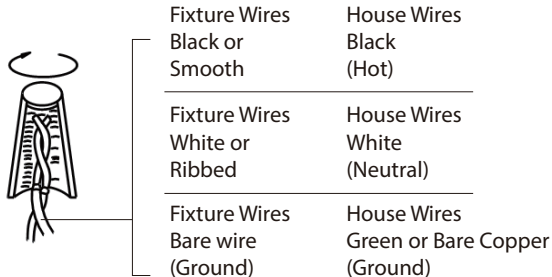 Fixture Wires House Wires
Black or Black
Smooth (Hot)
Fixture Wires House Wires
White or White
Ribbed (Neutral)
Fixture Wires House Wires
Bare wire Green or Bare Copper
(Ground) (Ground)